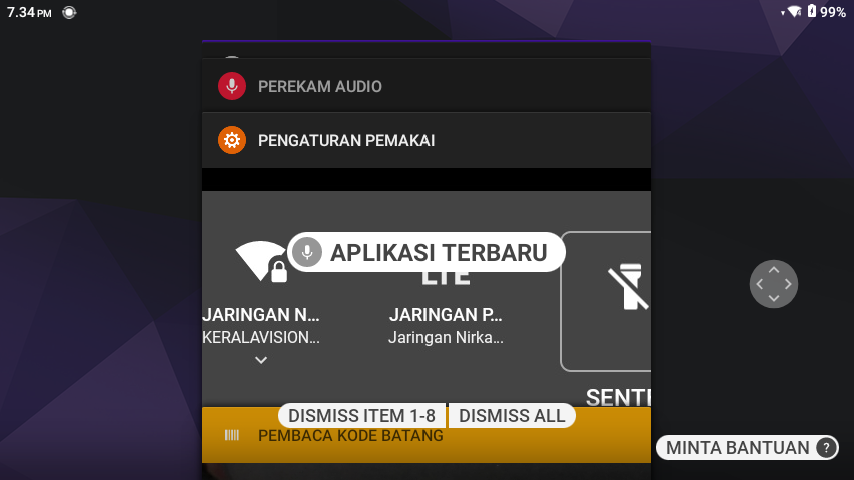 7.34 PM
99%
PEREKAM AUDIO
PENGATURAN PEMAKAI
APLIKASI TERBARU
LTE
JARINGAN N...
JARINGAN P...
KERALAVISION...
Jaringan Nirka...
SENT
DISMISS ITEM 1-8
DISMISS ALL
PEMBACA KODE BATANG
MINTA BANTUAN ?